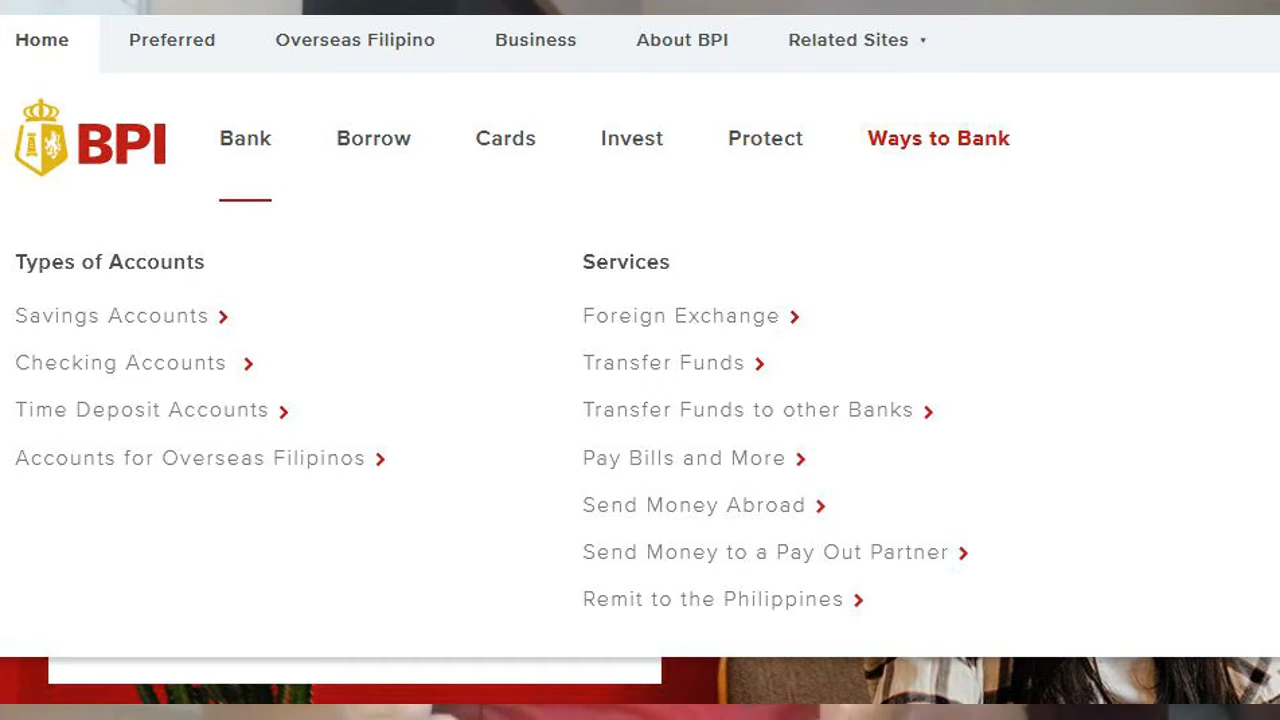 Home Preferred Overseas Filipino Business About BPI Related Sites
BPI Bank Borrow Cards Invest Protect Ways to Bank
Types of Accounts
Savings Accounts
Checking Accounts
Time Deposit Accounts
Accounts for Overseas Filipinos
Services
Foreign Exchange
Transfer Funds
Transfer Funds to other Banks
Pay Bills and More
Send Money Abroad
Send Money to a Pay Out Partner
Remit to the Philippines